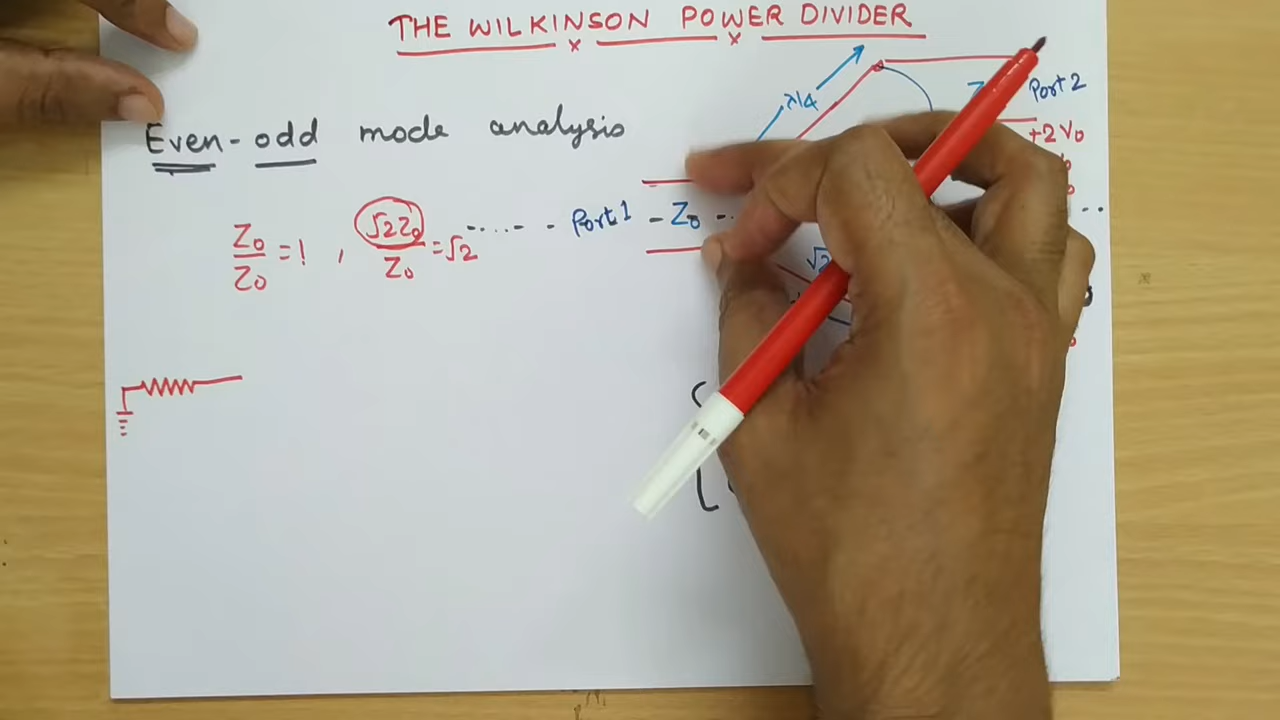 THE WILKINSON POWER DIVIDER
Even-odd mode analysis
λ/4
Port 2
+2V₀
Z₀/Z₀ = 1 , √2Z₀/Z₀ = √2
Port 1
Z₀